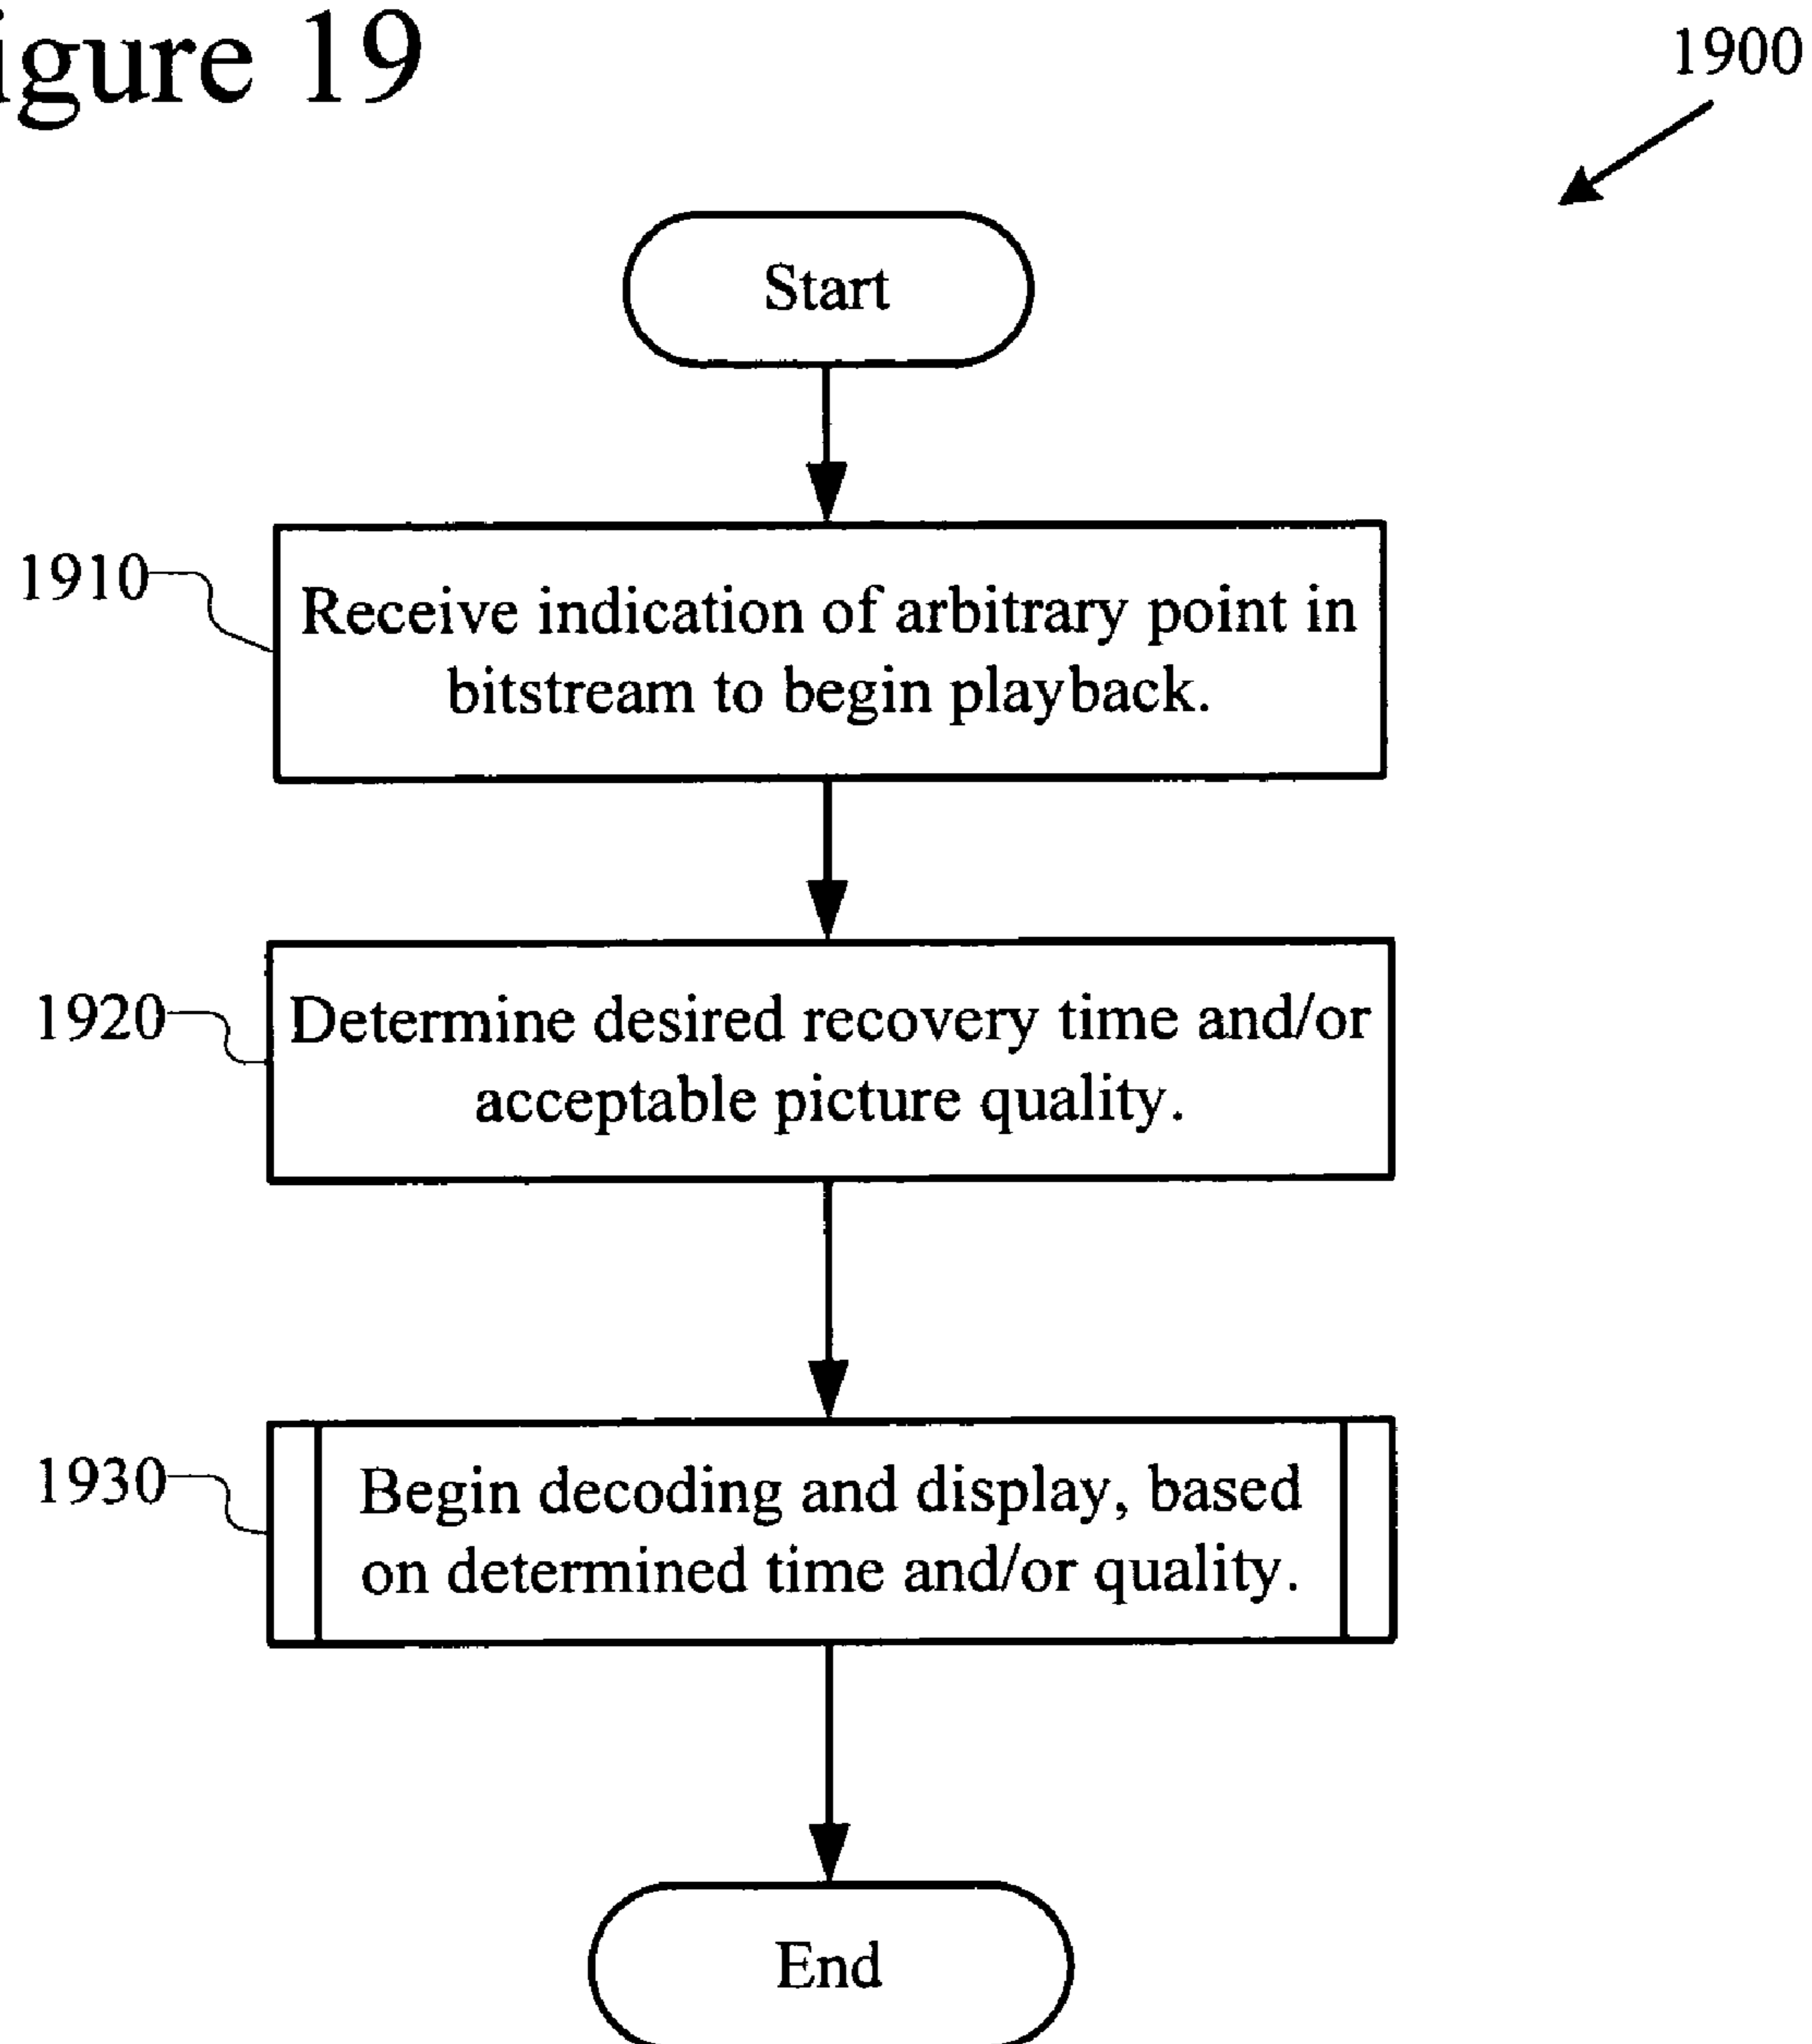 igure 19
1900
Start
1910
Receive indication of arbitrary point in
bitstream to begin playback.
1920
Determine desired recovery time and/or
acceptable picture quality.
1930
Begin decoding and display, based
on determined time and/or quality.
End